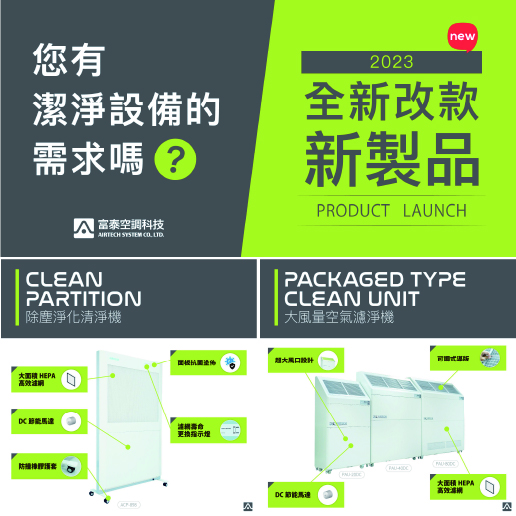 您有
潔淨設備的
需求嗎?
富泰空調科技
AIRTECH SYSTEM CO., LTD.
new
2023
全新改款
新製品
PRODUCT LAUNCH
CLEAN
PARTITION
除塵淨化清淨機
大面積 HEPA
高效濾網
DC 節能馬達
防撞橡膠護套
面板抗菌塗佈
濾網壽命
更換指示燈
PACKAGED TYPE
CLEAN UNIT
大風量空氣濾淨機
超大風口設計
DC 節能馬達
可調式濾版
大面積 HEPA
高效濾網